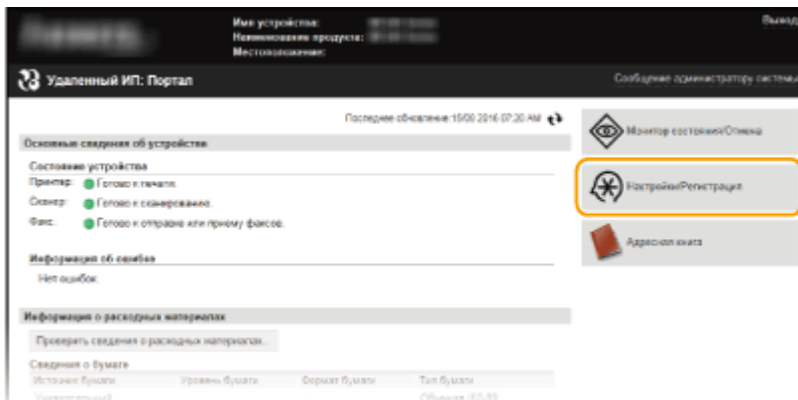 Имя устройства:
Наименование продукта:
Местоположение:
Выход
Удаленный ИП: Портал
Сообщение администратору системы
Последнее обновление:15/08 2016 07:20 AM
Основные сведения об устройстве
Состояние устройства
Принтер: Готово к печати.
Сканер: Готово к сканированию.
Факс: Готово к отправке или приему факсов.
Информация об ошибке
Нет ошибок.
Информация о расходных материалах
Проверить сведения о расходных материалах...
Сведения о бумаге
Источник бумаги Уровень бумаги Формат бумаги Тип бумаги
Универсальный Обычная
Монитор состояния/Отмена
Настройки/Регистрация
Адресная книга